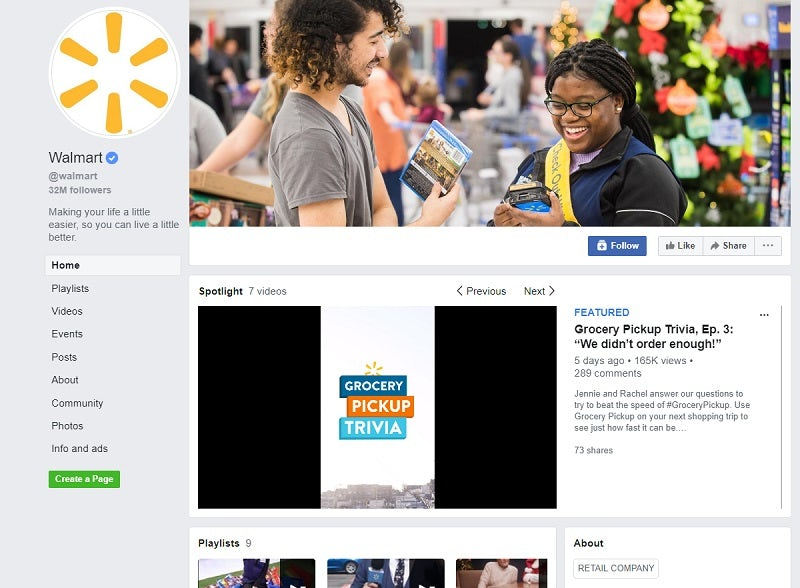 Walmart
@walmart
32M followers
Making your life a little
easier, so you can live a little
better.
Home
Playlists
Videos
Events
Posts
About
Community
Photos
Info and ads
Create a Page
Check Out
Follow
Like
Share
Spotlight 7 videos
Previous
Next
GROCERY
PICKUP
TRIVIA
FEATURED
Grocery Pickup Trivia, Ep. 3:
“We didn’t order enough!”
5 days ago • 165K views •
289 comments
Jennie and Rachel answer our questions to
try to beat the speed of #GroceryPickup. Use
Grocery Pickup on your next shopping trip to
see just how fast it can be....
73 shares
Playlists 9
About
RETAIL COMPANY